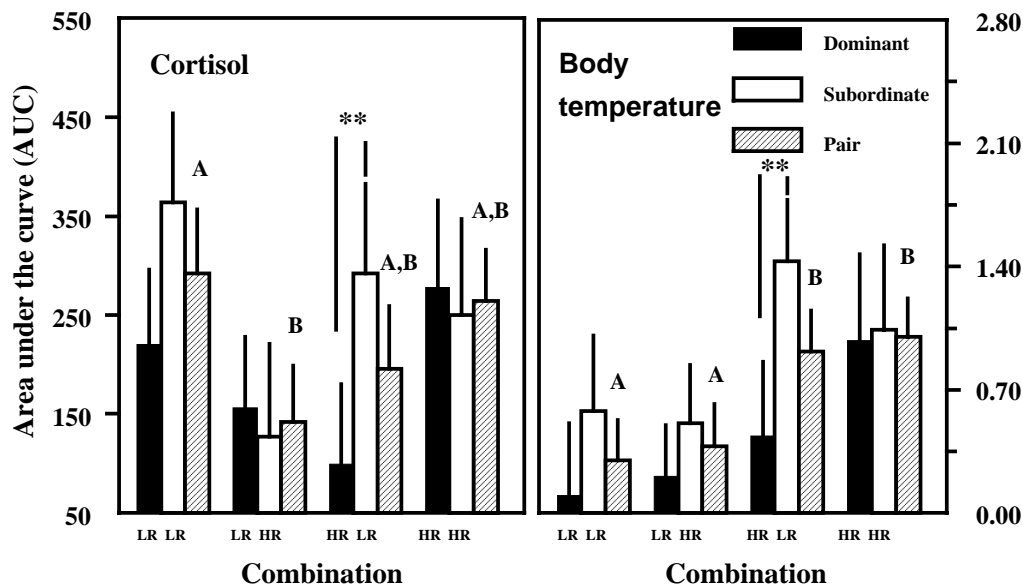 Area under the curve (AUC)
550
450
350
250
150
50
Cortisol
A
B
**
A,B
A,B
LR LR
LR HR
HR LR
HR HR
Combination
Body
temperature
Dominant
Subordinate
Pair
A
A
**
B
B
LR LR
LR HR
HR LR
HR HR
Combination
2.80
2.10
1.40
0.70
0.00